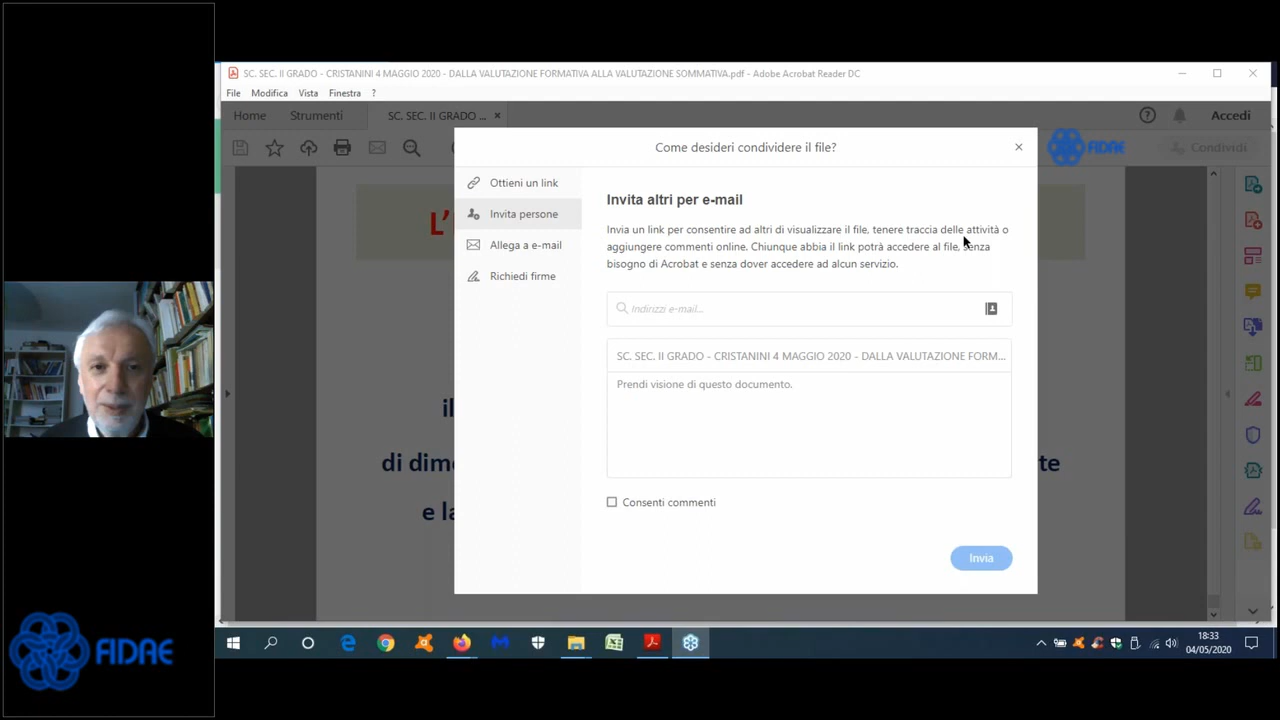 SC. SEC. II GRADO - CRISTANINI 4 MAGGIO 2020 - DALLA VALUTAZIONE FORMATIVA ALLA VALUTAZIONE SOMMATIVA.pdf - Adobe Acrobat Reader DC
File Modifica Vista Finestra ?
Home Strumenti SC. SEC. II GRADO ... × Accedi
Come desideri condividere il file?
FIDAE Condividi
Ottieni un link
Invita persone
Allega a e-mail
Richiedi firme
Invita altri per e-mail
Invia un link per consentire ad altri di visualizzare il file, tenere traccia delle attività o
aggiungere commenti online. Chiunque abbia il link potrà accedere al file, senza
bisogno di Acrobat e senza dover accedere ad alcun servizio.
Indirizzi e-mail...
SC. SEC. II GRADO - CRISTANINI 4 MAGGIO 2020 - DALLA VALUTAZIONE FORM...
Prendi visione di questo documento.
Consenti commenti
Invia
L'
il
di dim
te
e la
FIDAE
18:33
04/05/2020